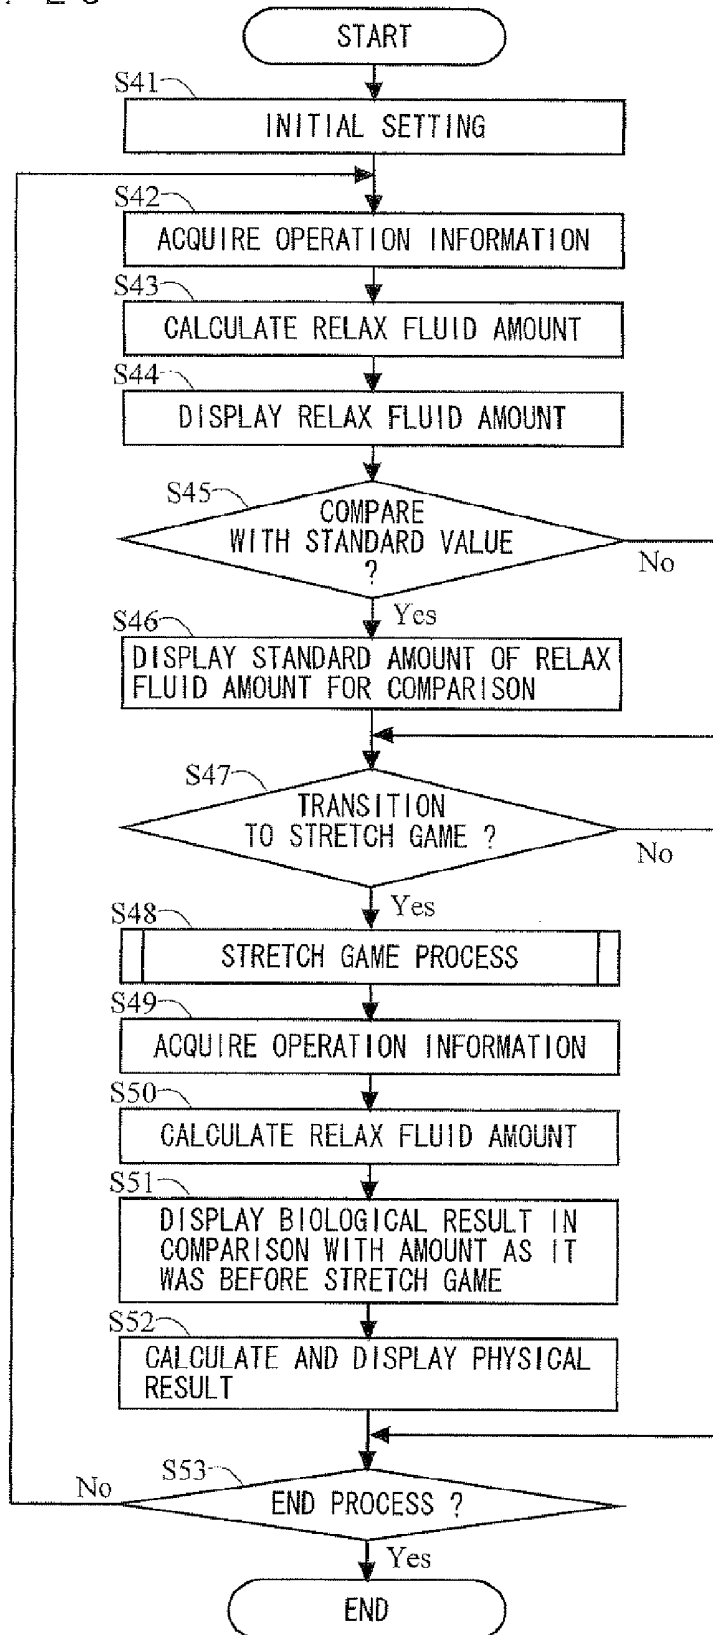 START
S41
INITIAL SETTING
S42
ACQUIRE OPERATION INFORMATION
S43
CALCULATE RELAX FLUID AMOUNT
S44
DISPLAY RELAX FLUID AMOUNT
S45
COMPARE
WITH STANDARD VALUE
?
No
Yes
S46
DISPLAY STANDARD AMOUNT OF RELAX
FLUID AMOUNT FOR COMPARISON
S47
TRANSITION
TO STRETCH GAME ?
No
Yes
S48
STRETCH GAME PROCESS
S49
ACQUIRE OPERATION INFORMATION
S50
CALCULATE RELAX FLUID AMOUNT
S51
DISPLAY BIOLOGICAL RESULT IN
COMPARISON WITH AMOUNT AS IT
WAS BEFORE STRETCH GAME
S52
CALCULATE AND DISPLAY PHYSICAL
RESULT
S53
No
END PROCESS ?
Yes
END